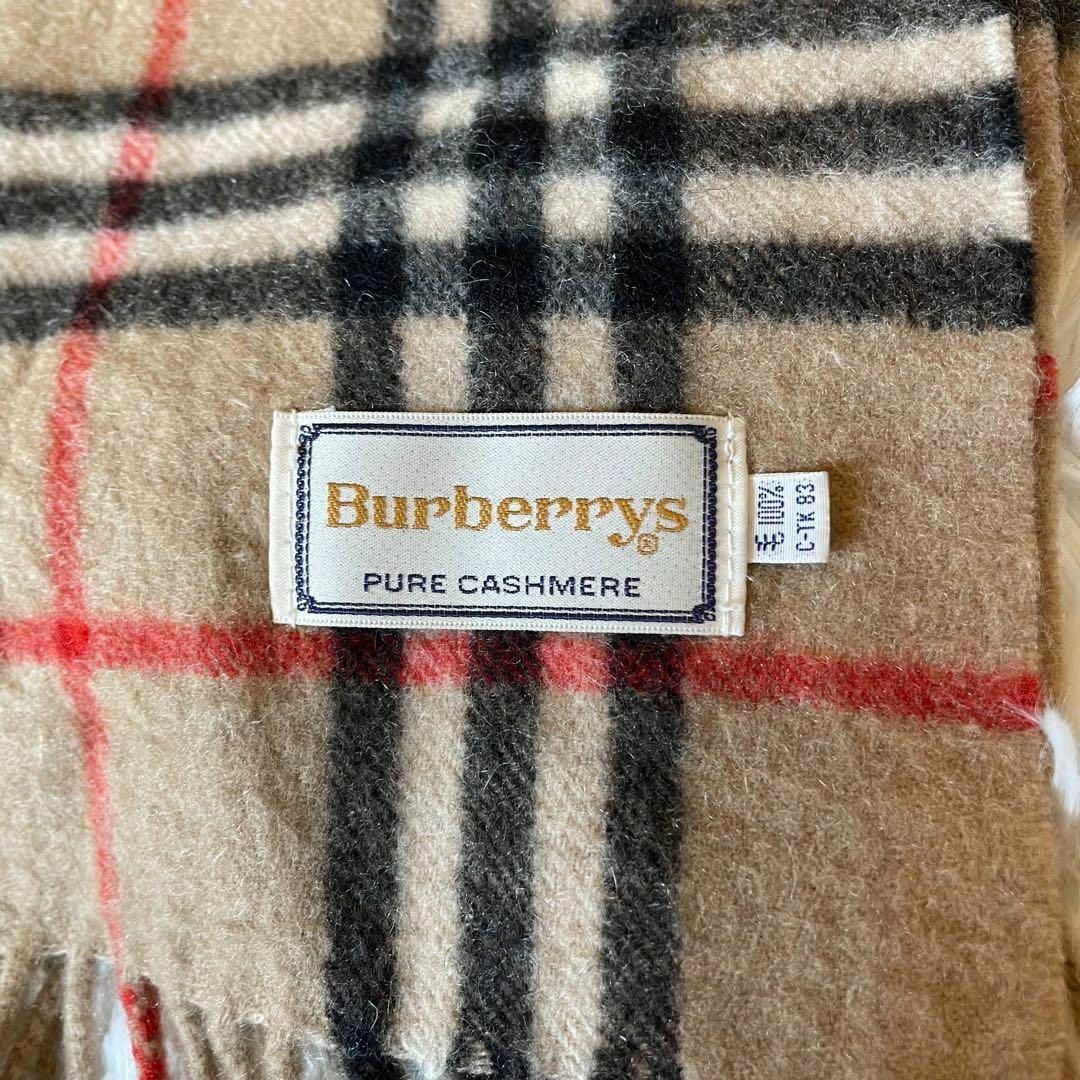 Burberrys®
PURE CASHMERE
毛 100%
C-TK 83